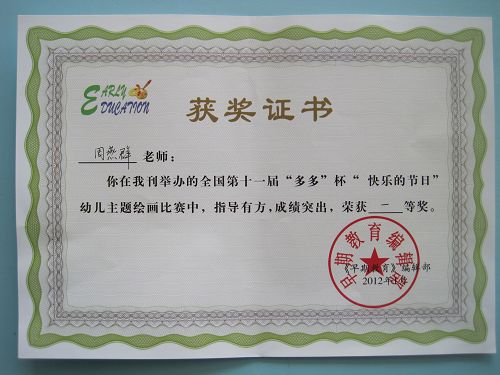 EARLY
EDUCATION
获奖证书
周燕群 老师：
你在我刊举办的全国第十一届“多多”杯“快乐的节日”
幼儿主题绘画比赛中，指导有方，成绩突出，荣获 二 等奖。
早期教育编辑部
《早期教育》编辑部
2012年